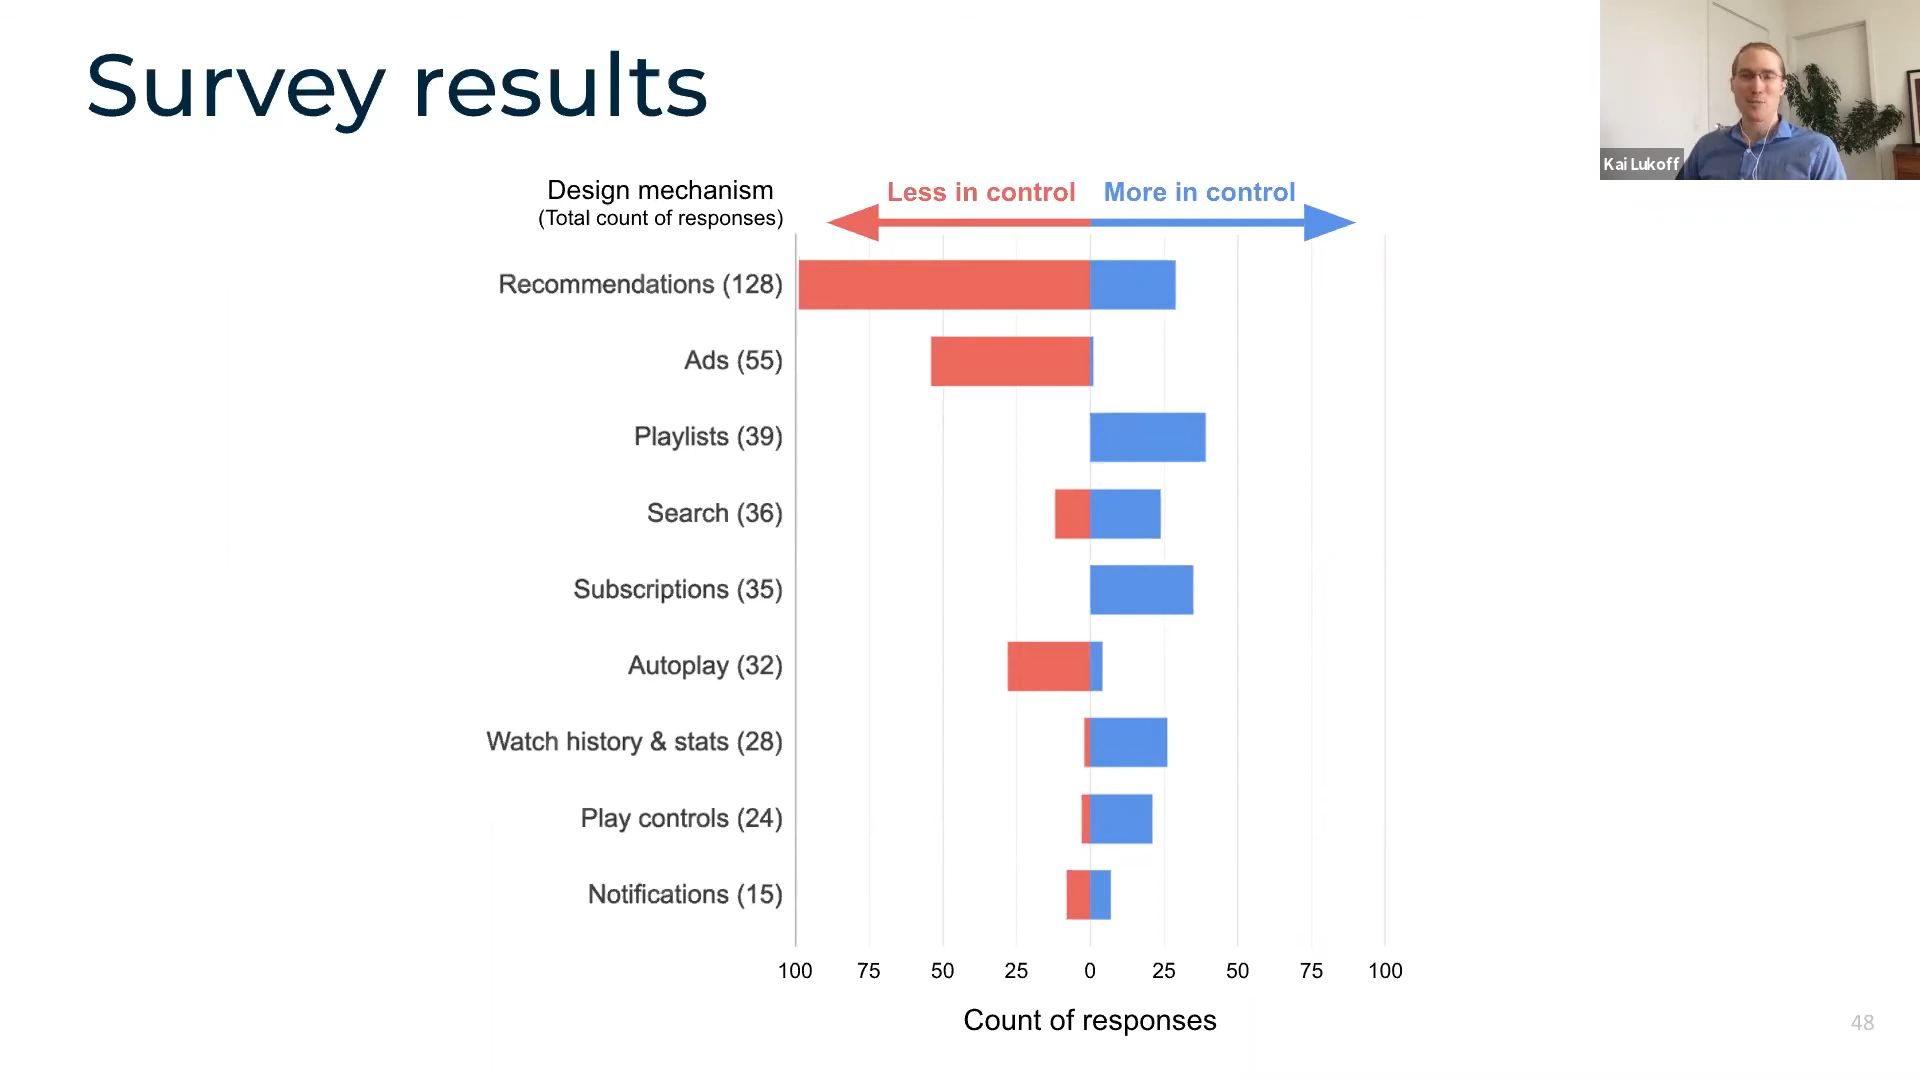 Survey results
Kai Lukoff
Design mechanism
(Total count of responses)
Less in control
More in control
Recommendations (128)
Ads (55)
Playlists (39)
Search (36)
Subscriptions (35)
Autoplay (32)
Watch history & stats (28)
Play controls (24)
Notifications (15)
100 75 50 25 0 25 50 75 100
Count of responses
48